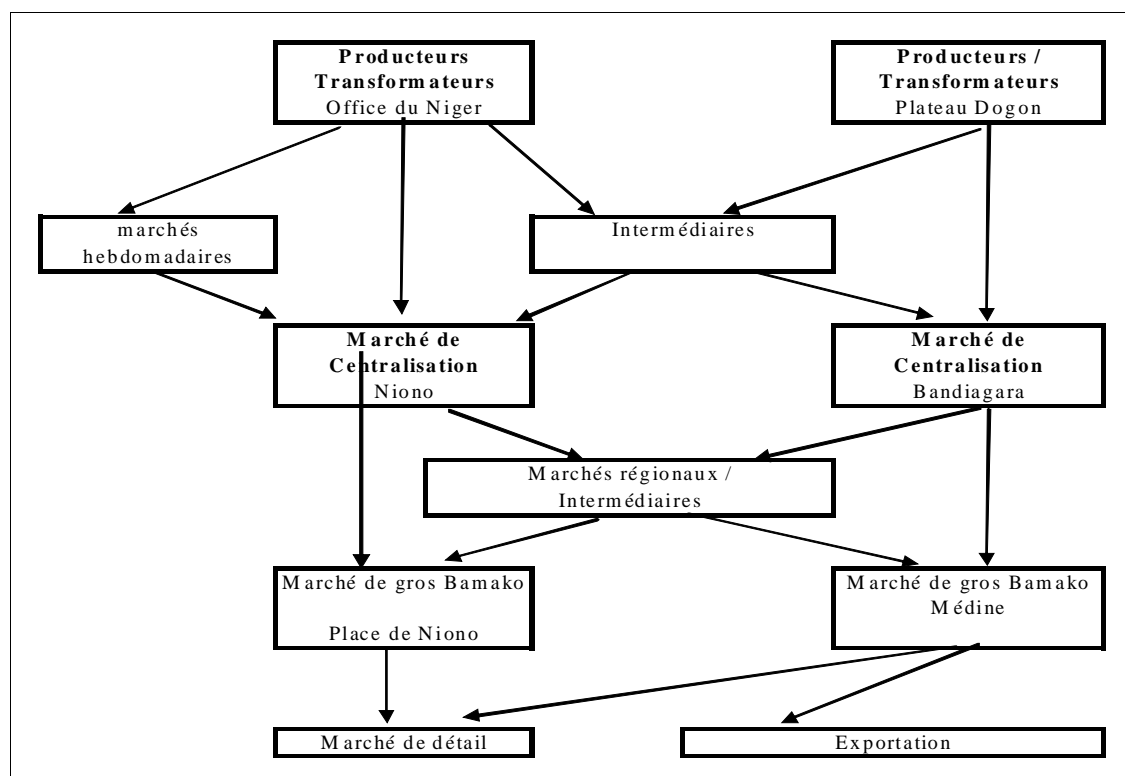 Producteurs
Transformateurs
Office du Niger
Producteurs /
Transformateurs
Plateau Dogon
marchés
hebdomadaires
Intermédiaires
Marché de
Centralisation
Niono
Marché de
Centralisation
Bandiagara
Marchés régionaux /
Intermédiaires
Marché de gros Bamako
Place de Niono
Marché de gros Bamako
Médine
Marché de détail
Exportation